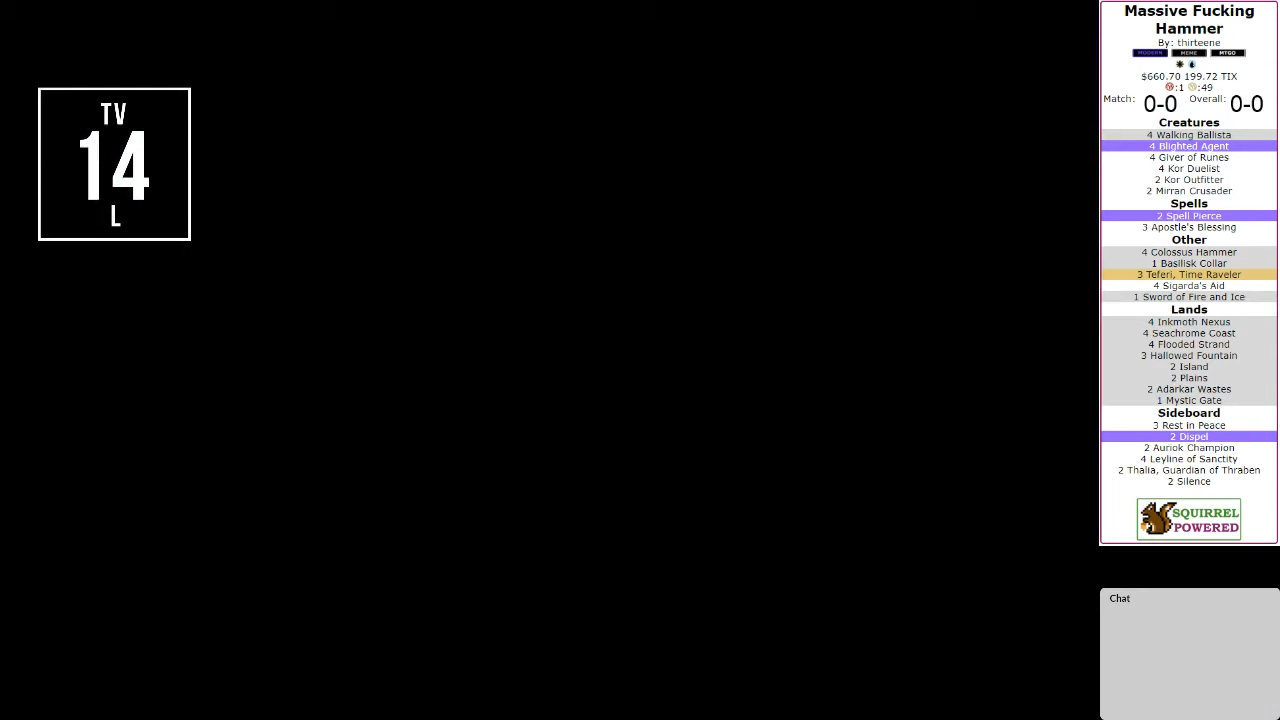 TV
14
L
Massive Fucking
Hammer
By: thirteene
MODERN MEME MTGO
$660.70 199.72 TIX
:1 :49
Match: 0-0 Overall: 0-0
Creatures
4 Walking Ballista
4 Blighted Agent
4 Giver of Runes
4 Kor Duelist
2 Kor Outfitter
2 Mirran Crusader
Spells
2 Spell Pierce
3 Apostle's Blessing
Other
4 Colossus Hammer
1 Basilisk Collar
3 Teferi, Time Raveler
4 Sigarda's Aid
1 Sword of Fire and Ice
Lands
4 Inkmoth Nexus
4 Seachrome Coast
4 Flooded Strand
3 Hallowed Fountain
2 Island
2 Plains
2 Adarkar Wastes
1 Mystic Gate
Sideboard
3 Rest in Peace
2 Dispel
2 Auriok Champion
4 Leyline of Sanctity
2 Thalia, Guardian of Thraben
2 Silence
SQUIRREL
POWERED
Chat